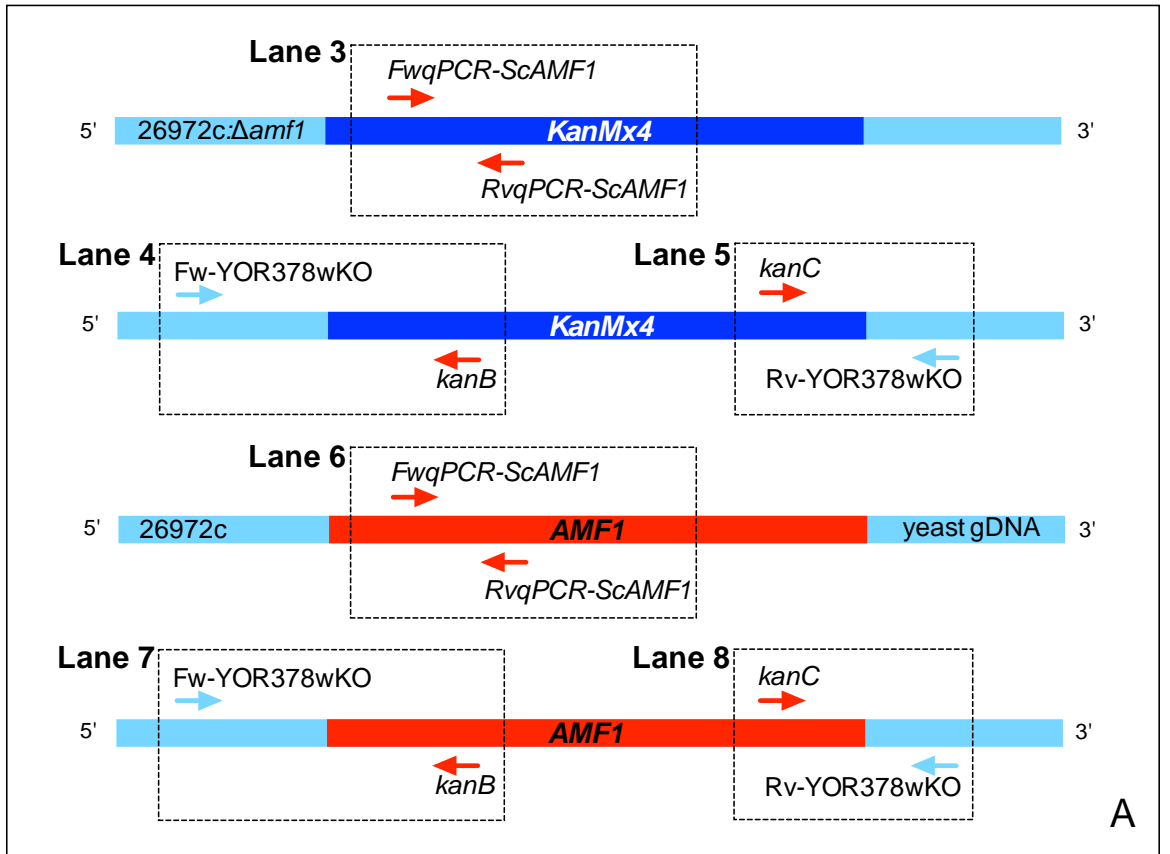 Lane 3
FwqPCR-ScAMF1
5'
26972c:Δamf1
KanMx4
3'
RvqPCR-ScAMF1
Lane 4
Fw-YOR378wKO
Lane 5
kanC
5'
KanMx4
3'
kanB
Rv-YOR378wKO
Lane 6
FwqPCR-ScAMF1
5'
26972c
AMF1
yeast gDNA
3'
RvqPCR-ScAMF1
Lane 7
Fw-YOR378wKO
Lane 8
kanC
5'
AMF1
3'
kanB
Rv-YOR378wKO
A